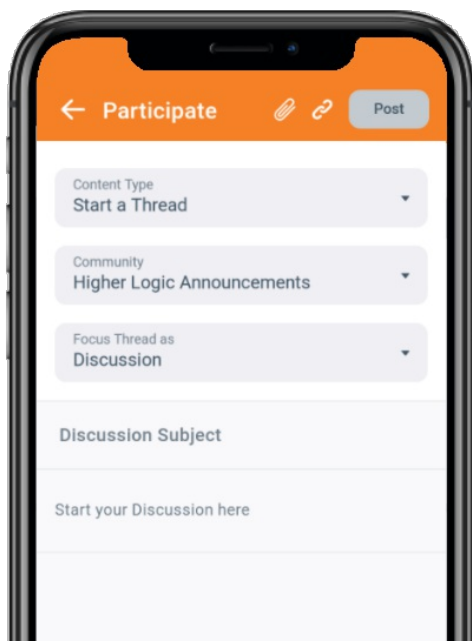 Participate
Post
Content Type
Start a Thread
Community
Higher Logic Announcements
Focus Thread as
Discussion
Discussion Subject
Start your Discussion here